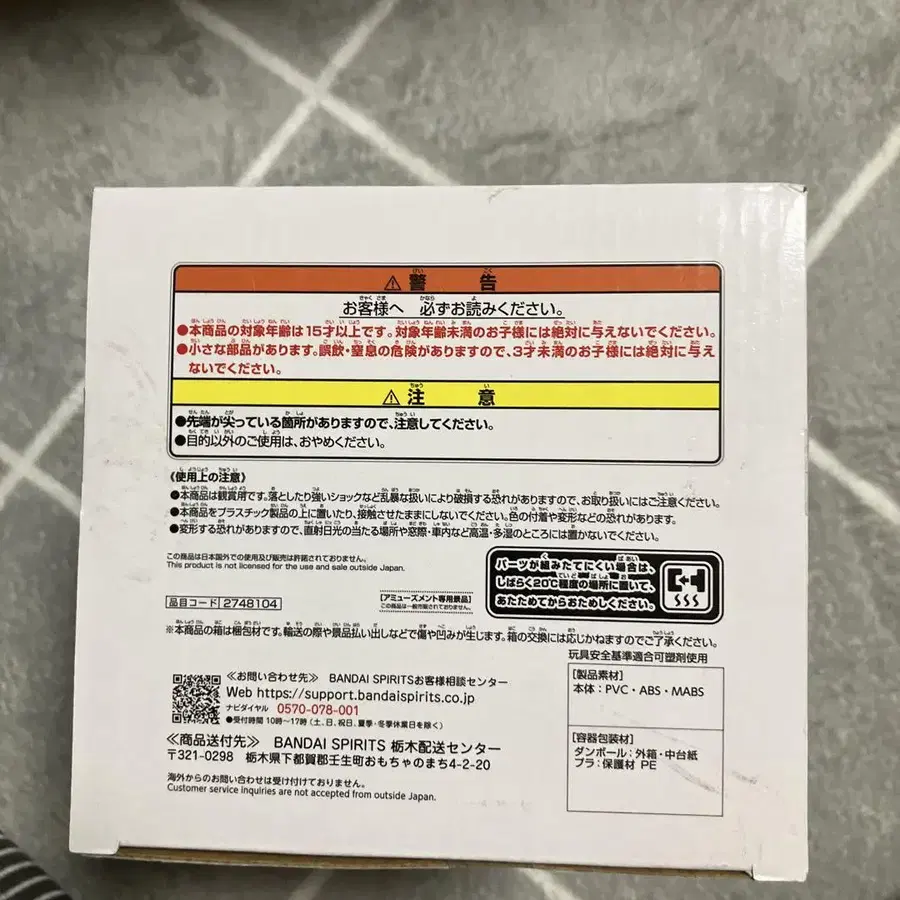 ⚠警告
お客様へ 必ずお読みください。
●本商品の対象年齢は15才以上です。対象年齢未満のお子様には絶対に与えないでください。
●小さな部品があります。誤飲・窒息の危険がありますので、3才未満のお子様には絶対に与え
ないでください。
⚠注意
●先端が尖っている箇所がありますので、注意してください。
●目的以外のご使用は、おやめください。
《使用上の注意》
●本商品は観賞用です。落としたり強いショックなど乱暴な扱いにより破損する恐れがありますので、お取り扱いにはご注意ください。
●本商品をプラスチック製品の上に置いたり、接触させたままにしないでください。色の付着や変形などの恐れがあります。
●変形する恐れがありますので、直射日光の当たる場所や窓際・車内など高温・多湿のところには置かないでください。
この商品は日本国外での使用及び販売は許諾されておりません。
This product is not licensed for the use and sale outside Japan.
パーツが組みたてにくい場合は、
しばらく20℃程度の場所に置いて、
あたためてからおためしください。
品目コード 2748104
[アミューズメント専用景品]
この商品は一般市販されておりません。
※本商品の箱は梱包材です。輸送の際や景品払い出しなどで傷や凹みが生じます。箱の交換には応じかねますのでご了承ください。
玩具安全基準適合可塑剤使用
[製品素材]
本体：PVC・ABS・MABS
[容器包装材]
ダンボール：外箱・中台紙
プラ：保護材 PE
≪お問い合わせ先≫ BANDAI SPIRITSお客様相談センター
Web https://support.bandaispirits.co.jp
ナビダイヤル 0570-078-001
●受付時間 10時〜17時(土、日、祝日、夏季・冬季休業日を除く)
≪商品送付先≫ BANDAI SPIRITS 栃木配送センター
〒321-0298 栃木県下都賀郡壬生町おもちゃのまち4-2-20
海外からのお問い合わせは受け付けておりません。
Customer service inquiries are not accepted from outside Japan.